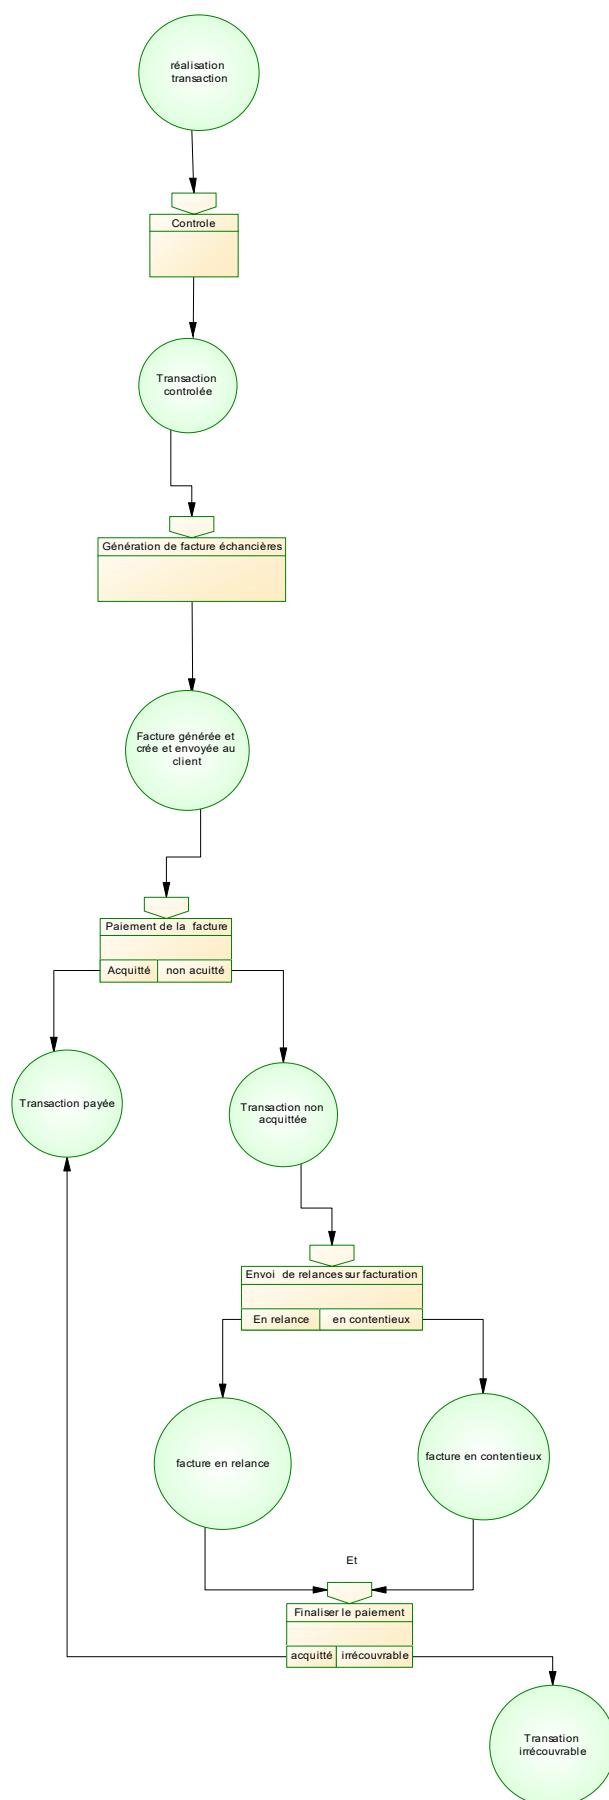 réalisation
transaction
Controle
Transaction
controlée
Génération de facture échancières
Facture générée et
crée et envoyée au
client
Paiement de la facture
Acquitté non acuitté
Transaction payée
Transaction non
acquittée
Envoi de relances sur facturation
En relance en contentieux
facture en relance
facture en contentieux
Et
Finaliser le paiement
acquitté irrécouvrable
Transation
irrécouvrable